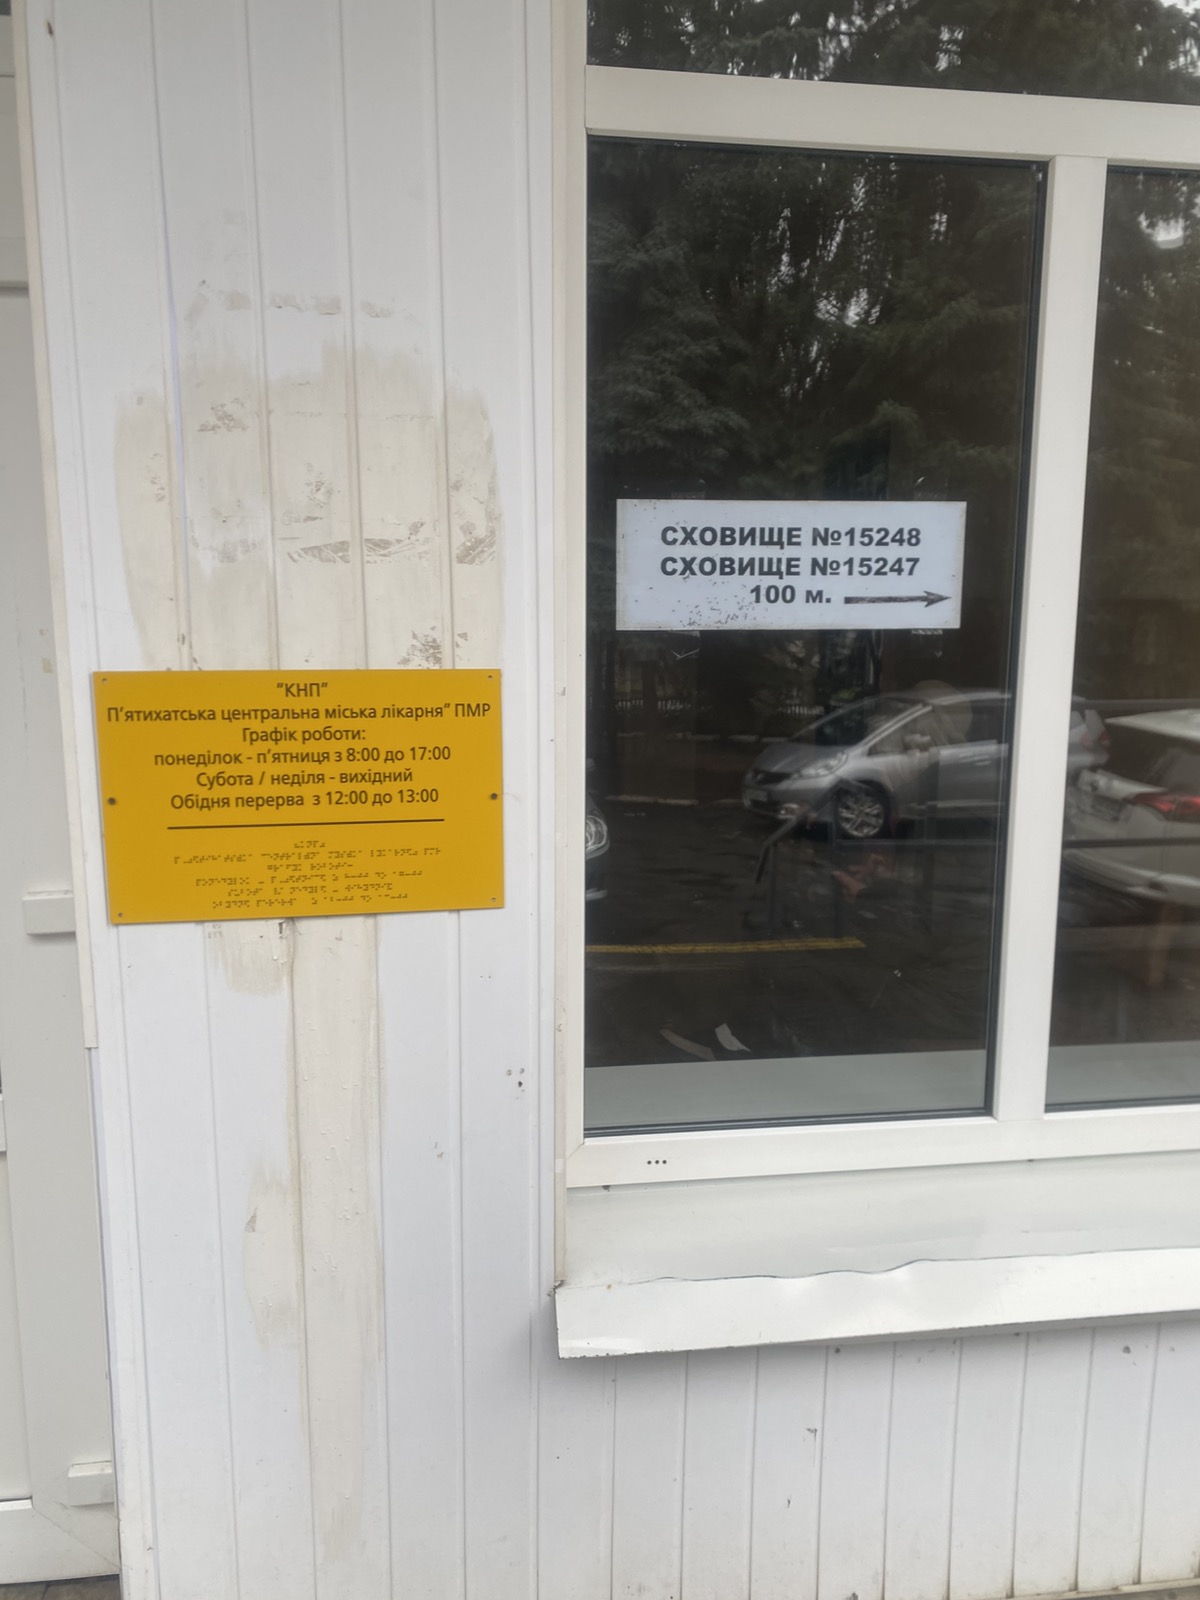 "КНП"
П'ятихатська центральна міська лікарня" ПМР
Графік роботи:
понеділок - п'ятниця з 8:00 до 17:00
Субота / неділя - вихідний
Обідня перерва з 12:00 до 13:00
СХОВИЩЕ №15248
СХОВИЩЕ №15247
100 м.